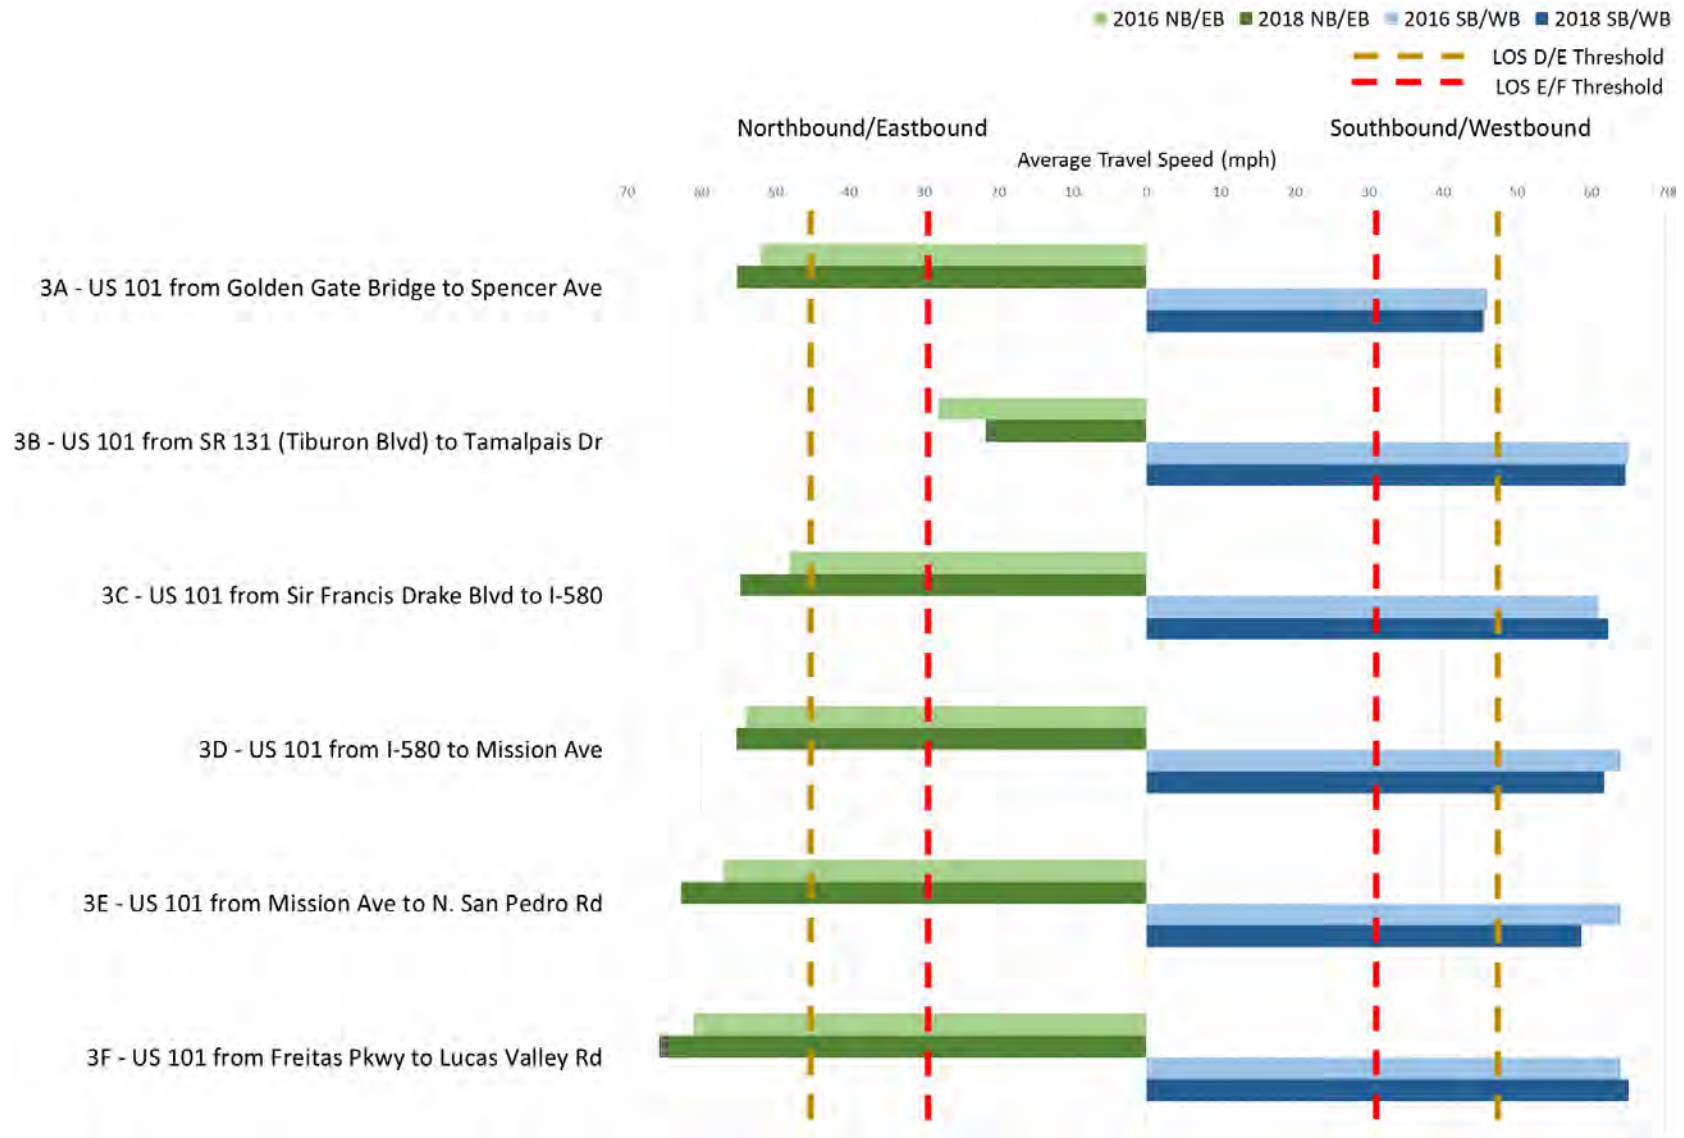 2016 NB/EB 2018 NB/EB 2016 SB/WB 2018 SB/WB
LOS D/E Threshold
LOS E/F Threshold
Northbound/Eastbound Southbound/Westbound
Average Travel Speed (mph)
70 60 50 40 30 20 10 0 10 20 30 40 50 60 70
3A - US 101 from Golden Gate Bridge to Spencer Ave
3B - US 101 from SR 131 (Tiburon Blvd) to Tamalpais Dr
3C - US 101 from Sir Francis Drake Blvd to I-580
3D - US 101 from I-580 to Mission Ave
3E - US 101 from Mission Ave to N. San Pedro Rd
3F - US 101 from Freitas Pkwy to Lucas Valley Rd